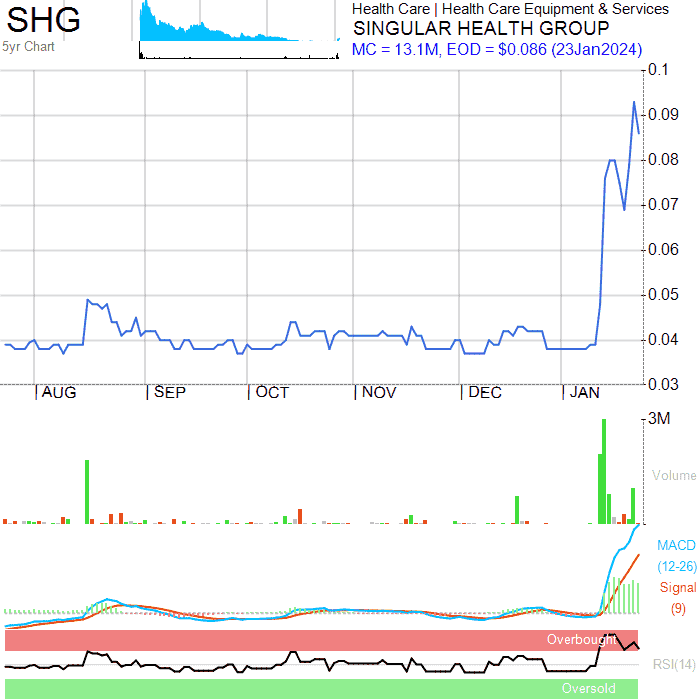 SHG
5yr Chart
Health Care | Health Care Equipment & Services
SINGULAR HEALTH GROUP
MC = 13.1M, EOD = $0.086 (23Jan2024)
0.1
0.09
0.08
0.07
0.06
0.05
0.04
0.03
AUG
SEP
OCT
NOV
DEC
JAN
3M
Volume
MACD
(12-26)
Signal
(9)
Overbought
RSI(14)
Oversold